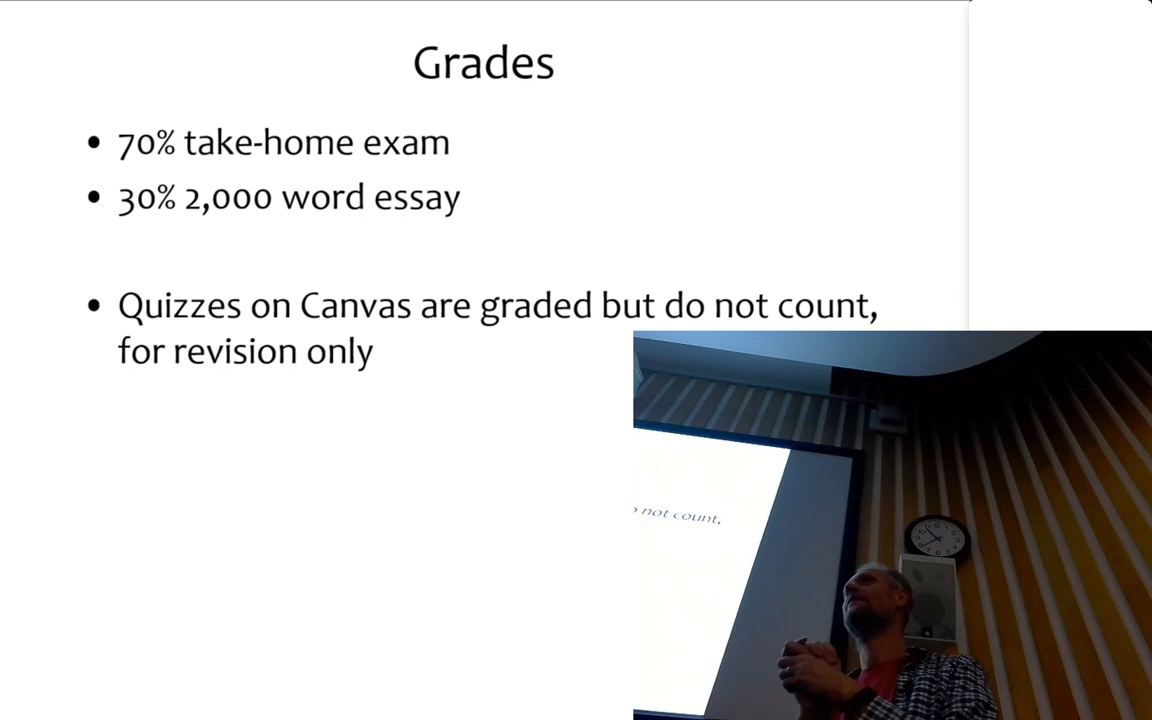 Grades
• 70% take-home exam
• 30% 2,000 word essay
• Quizzes on Canvas are graded but do not count,
for revision only
not count,